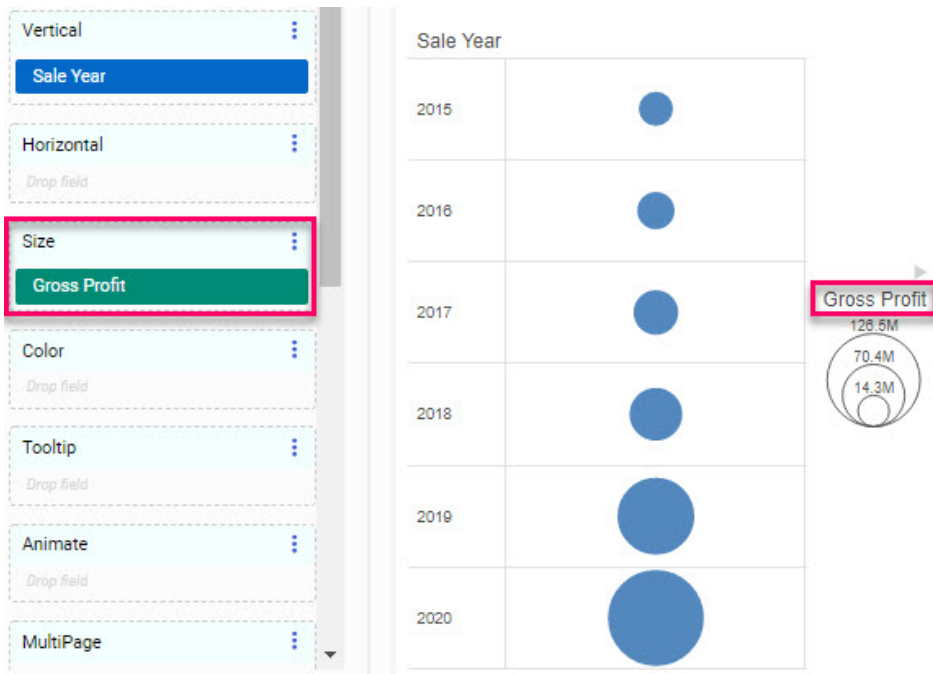 Vertical
Sale Year
Horizontal
Drop field
Size
Gross Profit
Color
Drop field
Tooltip
Drop field
Animate
Drop field
MultiPage
Sale Year
2015
2016
2017
2018
2019
2020
Gross Profit
126.5M
70.4M
14.3M